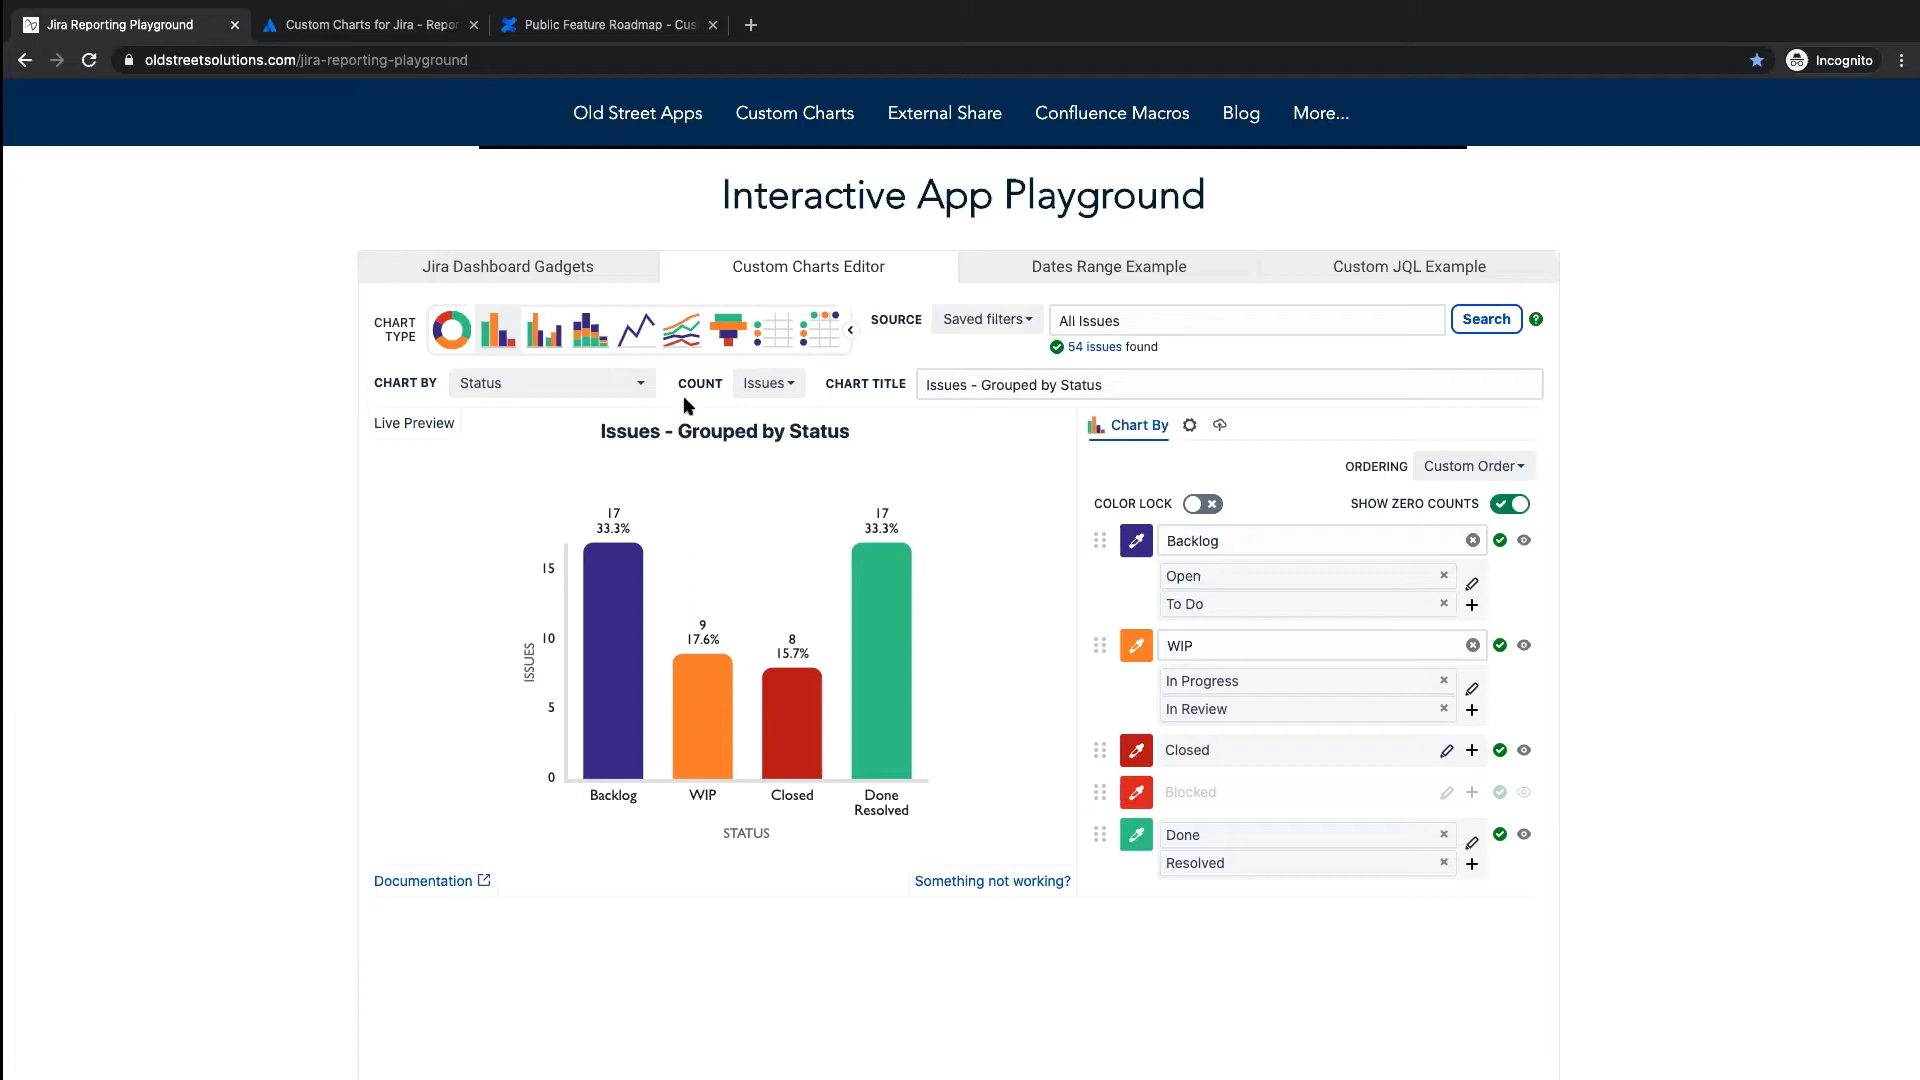 Jira Reporting Playground
Custom Charts for Jira - Repor
Public Feature Roadmap - Cus
oldstreetsolutions.com/jira-reporting-playground
Incognito
Old Street Apps
Custom Charts
External Share
Confluence Macros
Blog
More...
Interactive App Playground
Jira Dashboard Gadgets
Custom Charts Editor
Dates Range Example
Custom JQL Example
CHART
TYPE
SOURCE
Saved filters
All Issues
Search
54 issues found
CHART BY
Status
COUNT
Issues
CHART TITLE
Issues - Grouped by Status
Live Preview
Issues - Grouped by Status
17
33.3%
9
17.6%
8
15.7%
17
33.3%
15
10
5
0
ISSUES
Backlog
WIP
Closed
Done
Resolved
STATUS
Documentation
Something not working?
Chart By
ORDERING
Custom Order
COLOR LOCK
SHOW ZERO COUNTS
Backlog
Open
To Do
WIP
In Progress
In Review
Closed
Blocked
Done
Resolved